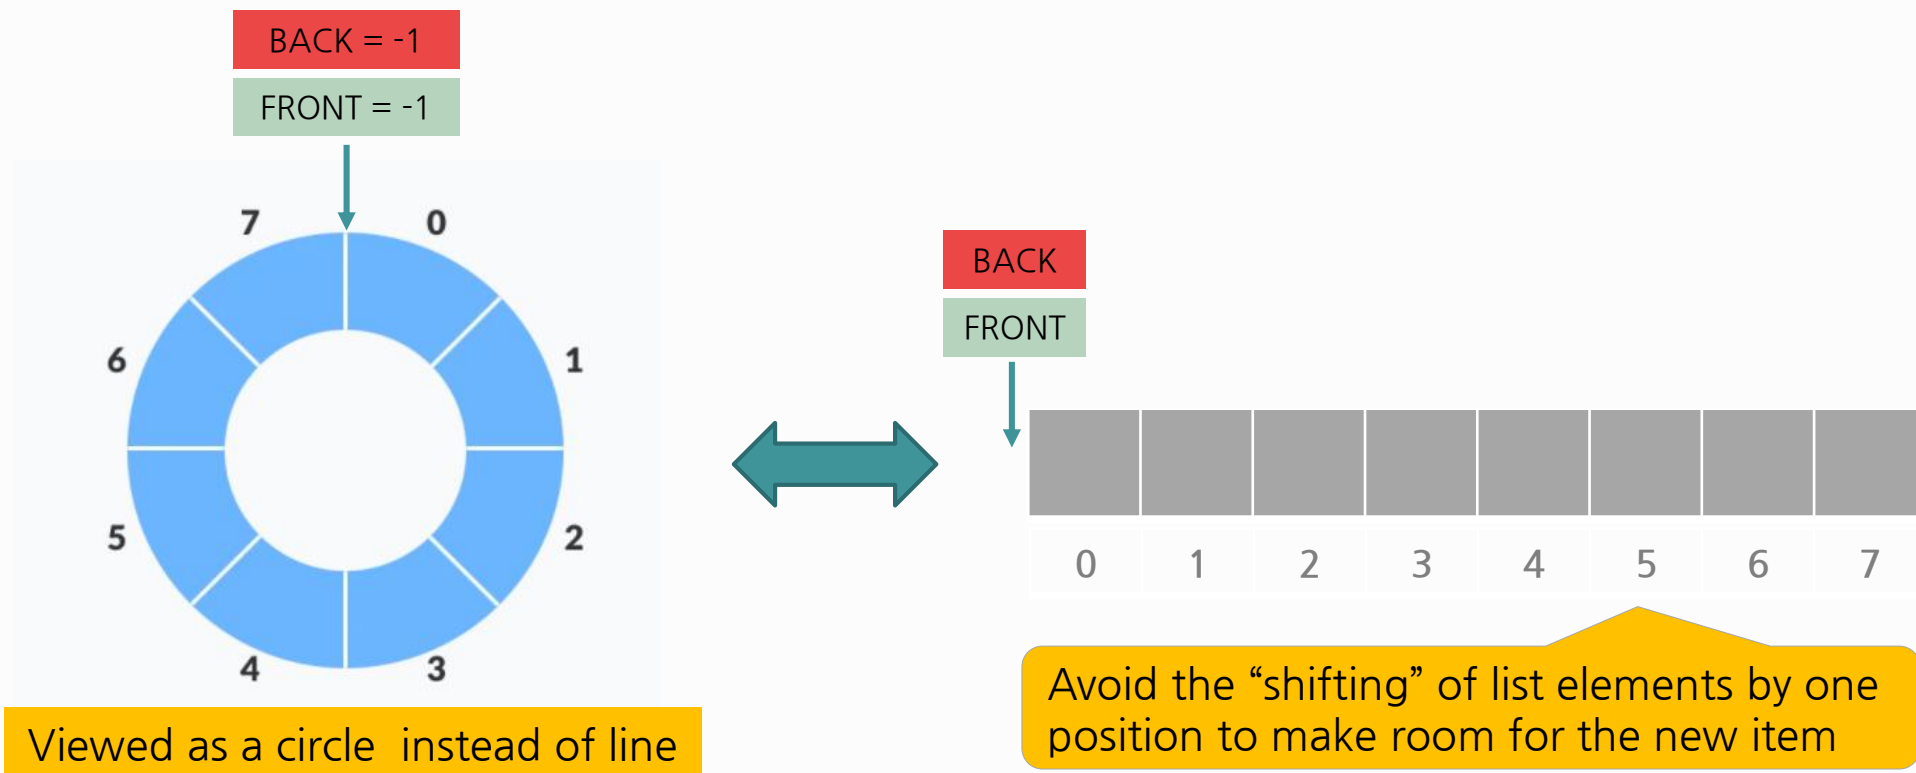 BACK = -1
FRONT = -1
7 0
6 1
5 2
4 3
Viewed as a circle instead of line
BACK
FRONT
0 1 2 3 4 5 6 7
Avoid the “shifting” of list elements by one
position to make room for the new item